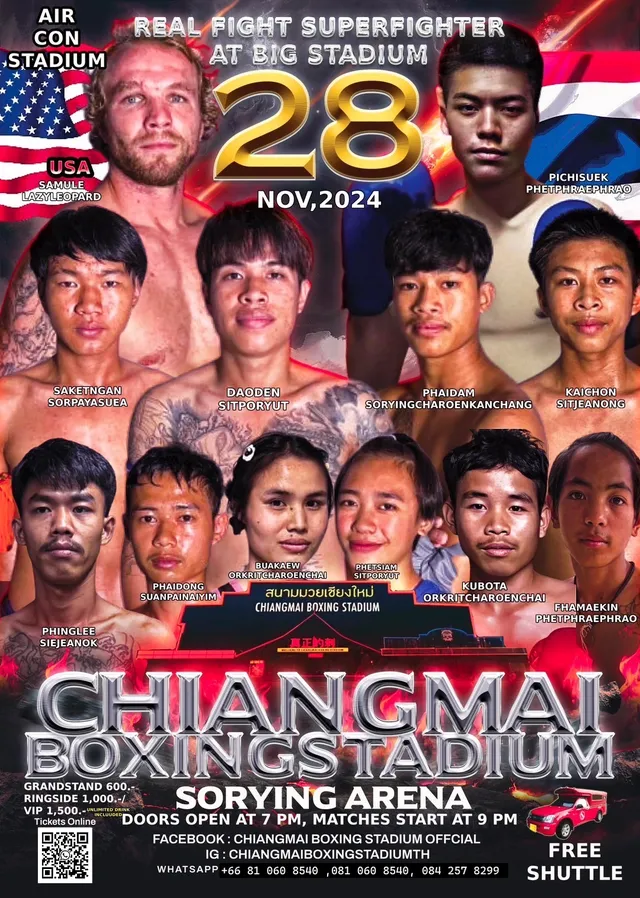 AIR
CON
STADIUM
REAL FIGHT SUPERFIGHTER
AT BIG STADIUM
28
NOV,2024
USA
SAMULE
LAZYLEOPARD
PICHISUEK
PHETPHRAEPHRAO
SAKETNGAN
SORPAYASUEA
DAODEN
SITPORYUT
PHAIDAM
SORYINGCHAROENKANCHANG
KAICHON
SITJEANONG
PHINGLEE
SIEJEANOK
PHAIDONG
SUANPAINAIYIM
BUAKAEW
ORKRITCHAROENCHAI
PHETSIAM
SITPORYUT
KUBOTA
ORKRITCHAROENCHAI
FHAMAEKIN
PHETPHRAEPHRAO
สนามมวยเชียงใหม่
CHIANGMAI BOXING STADIUM
CHIANGMAI
BOXINGSTADIUM
GRANDSTAND 600.-
RINGSIDE 1,000.-/
VIP 1,500.-
UNLIMITED DRINK
INCLUUDED
Tickets Online
SORYING ARENA
DOORS OPEN AT 7 PM, MATCHES START AT 9 PM
FACEBOOK : CHIANGMAI BOXING STADIUM OFFCIAL
IG : CHIANGMAIBOXINGSTADIUMTH
WHATSAPP +66 81 060 8540 ,081 060 8540, 084 257 8299
FREE
SHUTTLE